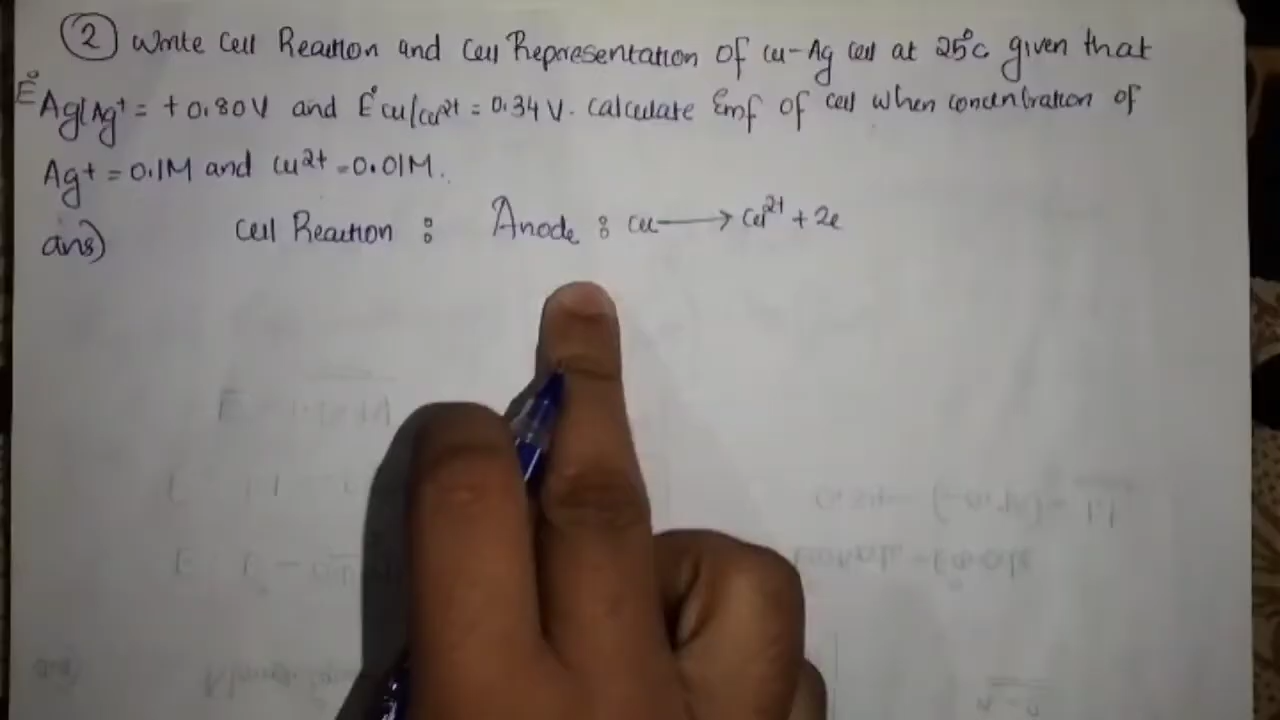 2 Write Cell Reaction and Cell Representation of Cu-Ag cell at 25°C given that
E° Ag/Ag+ = +0.80V and E° Cu/Cu2+ = 0.34 V. Calculate Emf of cell when concentration of
Ag+ = 0.1M and Cu2+ = 0.01M.
ans) Cell Reaction : Anode : Cu → Cu2+ + 2e